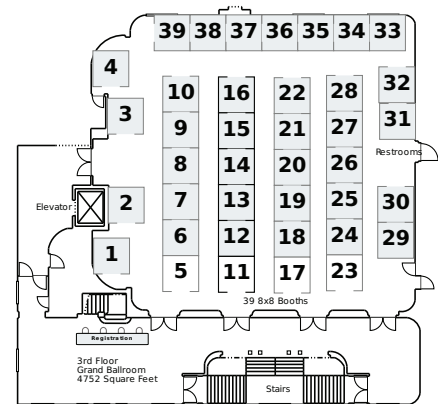 39 38 37 36 35 34 33
4
32
10 16 22 28
3
31
9 15 21 27
Restrooms
8 14 20 26
Elevator
2
7 13 19 25
30
6 12 18 24
29
1
5 11 17 23
39 8x8 Booths
Registration
3rd Floor
Grand Ballroom
4752 Square Feet
Stairs